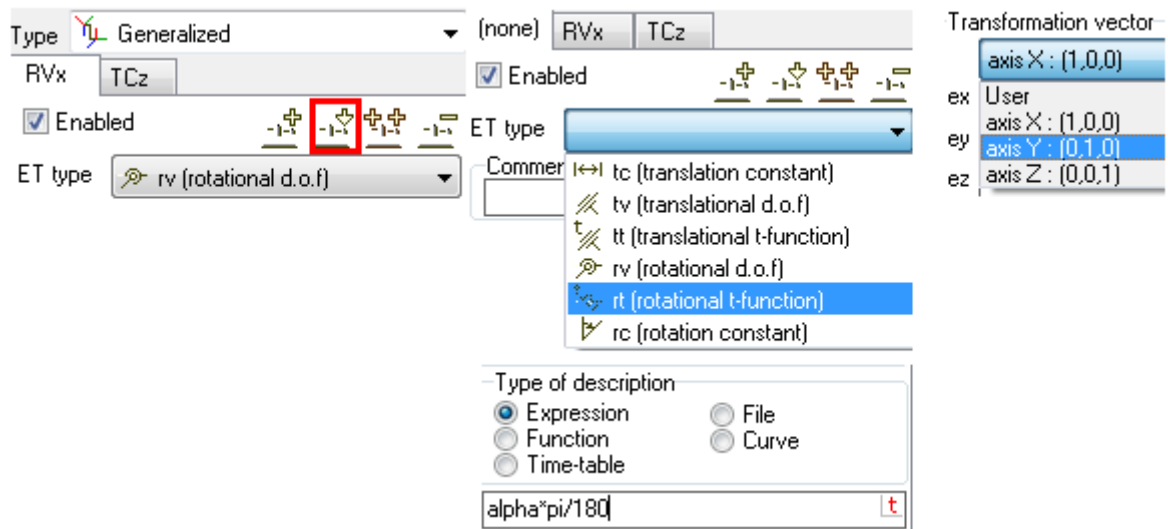 Type Generalized
RVx TCz
Enabled
ET type rv (rotational d.o.f)
(none) RVx TCz
Enabled
ET type
Commer
tc (translation constant)
tv (translational d.o.f)
tt (translational t-function)
rv (rotational d.o.f)
rt (rotational t-function)
rc (rotation constant)
Type of description
Expression File
Function Curve
Time-table
alpha*pi/180 t
Transformation vector
axis X : (1,0,0)
ex User
axis X : (1,0,0)
ey axis Y : (0,1,0)
ez axis Z : (0,0,1)